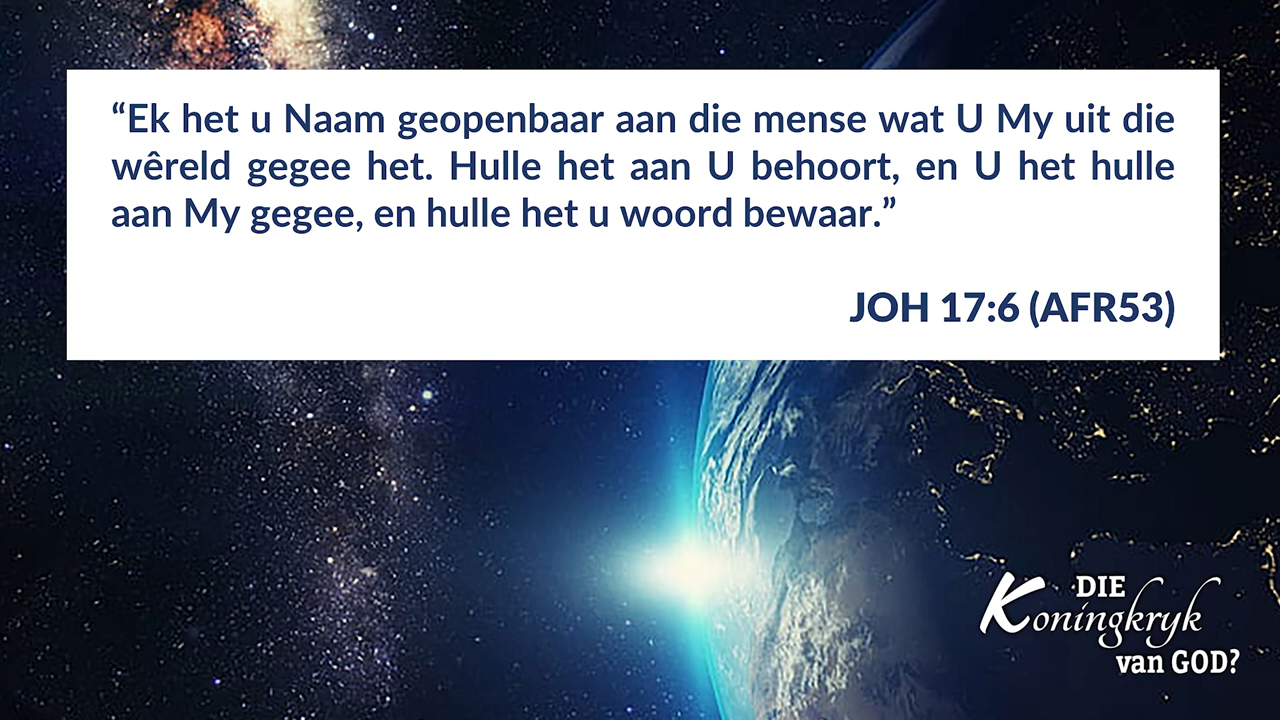 “Ek het u Naam geopenbaar aan die mense wat U My uit die
wêreld gegee het. Hulle het aan U behoort, en U het hulle
aan My gegee, en hulle het u woord bewaar.”
JOH 17:6 (AFR53)
DIE
Koningkryk
van GOD?